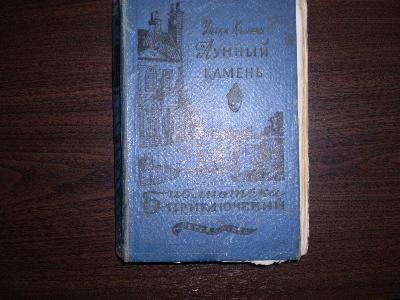 Уилки Коллинз
Лунный
камень
Библиотека
приключений